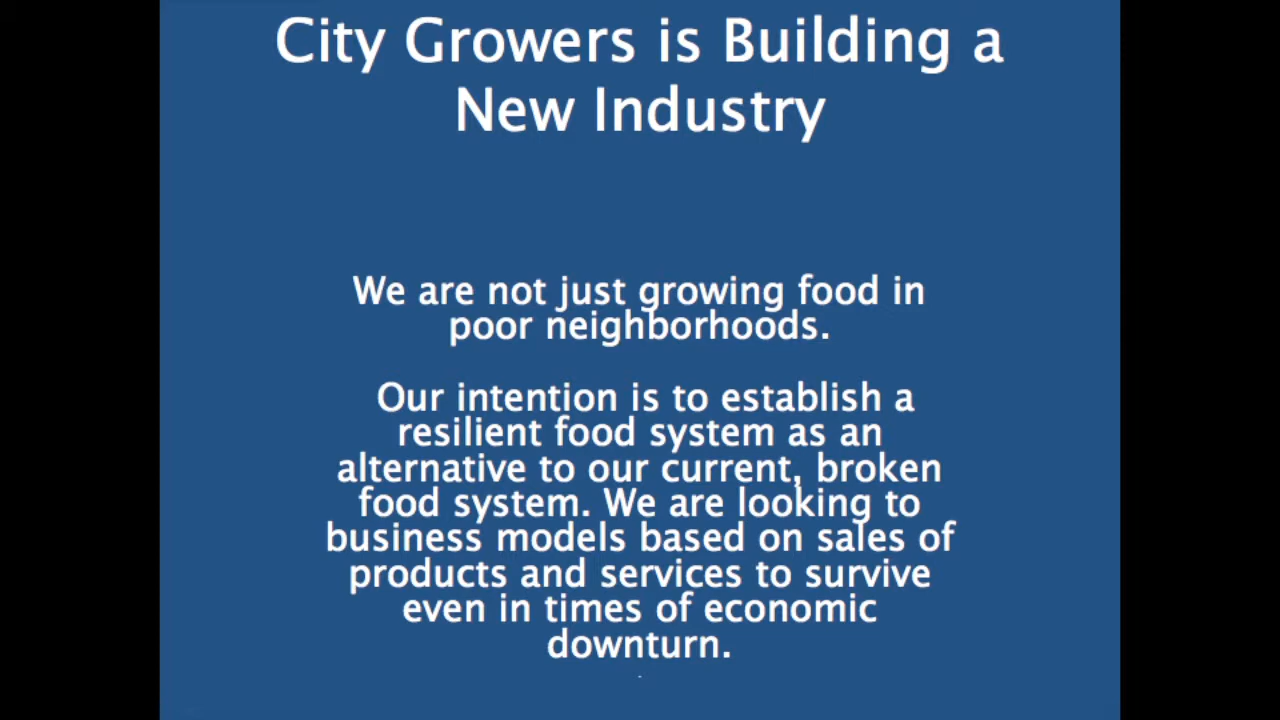 City Growers is Building a
New Industry
We are not just growing food in
poor neighborhoods.
Our intention is to establish a
resilient food system as an
alternative to our current, broken
food system. We are looking to
business models based on sales of
products and services to survive
even in times of economic
downturn.
.